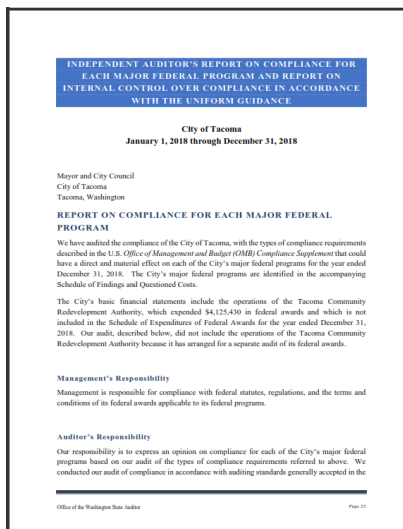 INDEPENDENT AUDITOR'S REPORT ON COMPLIANCE FOR
EACH MAJOR FEDERAL PROGRAM AND REPORT ON
INTERNAL CONTROL OVER COMPLIANCE IN ACCORDANCE
WITH THE UNIFORM GUIDANCE
City of Tacoma
January 1, 2018 through December 31, 2018
Mayor and City Council
City of Tacoma
Tacoma, Washington
REPORT ON COMPLIANCE FOR EACH MAJOR FEDERAL
PROGRAM
We have audited the compliance of the City of Tacoma, with the types of compliance requirements
described in the U.S. Office of Management and Budget (OMB) Compliance Supplement that could
have a direct and material effect on each of the City's major federal programs for the year ended
December 31, 2018. The City's major federal programs are identified in the accompanying
Schedule of Findings and Questioned Costs.
The City's basic financial statements include the operations of the Tacoma Community
Redevelopment Authority, which expended $4,125,430 in federal awards and which is not
included in the Schedule of Expenditures of Federal Awards for the year ended December 31,
2018. Our audit, described below, did not include the operations of the Tacoma Community
Redevelopment Authority because it has arranged for a separate audit of its federal awards.
Management's Responsibility
Management is responsible for compliance with federal statutes, regulations, and the terms and
conditions of its federal awards applicable to its federal programs.
Auditor's Responsibility
Our responsibility is to express an opinion on compliance for each of the City's major federal
programs based on our audit of the types of compliance requirements referred to above. We
conducted our audit of compliance in accordance with auditing standards generally accepted in the
Office of the Washington State Auditor Page 23